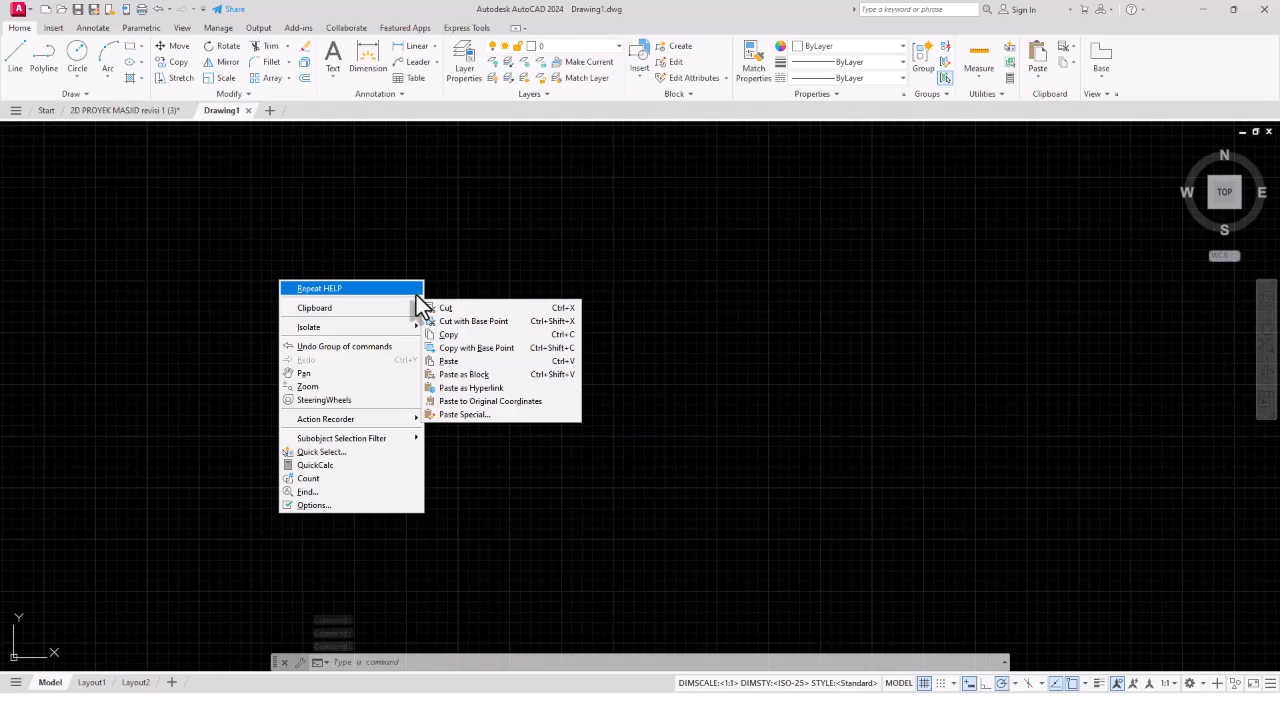 A Share Autodesk AutoCAD 2024 Drawing1.dwg Type a keyword or phrase Sign In
Home Insert Annotate Parametric View Manage Output Add-ins Collaborate Featured Apps Express Tools
Line Polyline Circle Arc Move Rotate Trim Text Dimension Linear Layer Properties 0 Insert Create Match Properties ByLayer Group Measure Paste Base
Copy Mirror Fillet Leader Make Current Edit ByLayer
Stretch Scale Array Table Match Layer Edit Attributes ByLayer
Draw Modify Annotation Layers Block Properties Groups Utilities Clipboard View
Start 2D PROYEK MASJID revisi 1 (3)* Drawing1
N
W TOP E
S
WCS
Repeat HELP
Clipboard
Isolate
Undo Group of commands
Redo Ctrl+Y
Pan
Zoom
SteeringWheels
Action Recorder
Subobject Selection Filter
Quick Select...
QuickCalc
Count
Find...
Options...
Cut Ctrl+X
Cut with Base Point Ctrl+Shift+X
Copy Ctrl+C
Copy with Base Point Ctrl+Shift+C
Paste Ctrl+V
Paste as Block Ctrl+Shift+V
Paste as Hyperlink
Paste to Original Coordinates
Paste Special...
Command:
Command:
Command:
Y
X
Type a command
Model Layout1 Layout2 DIMSCALE:<1:1> DIMSTY:<ISO-25> STYLE:<Standard> MODEL 1:1